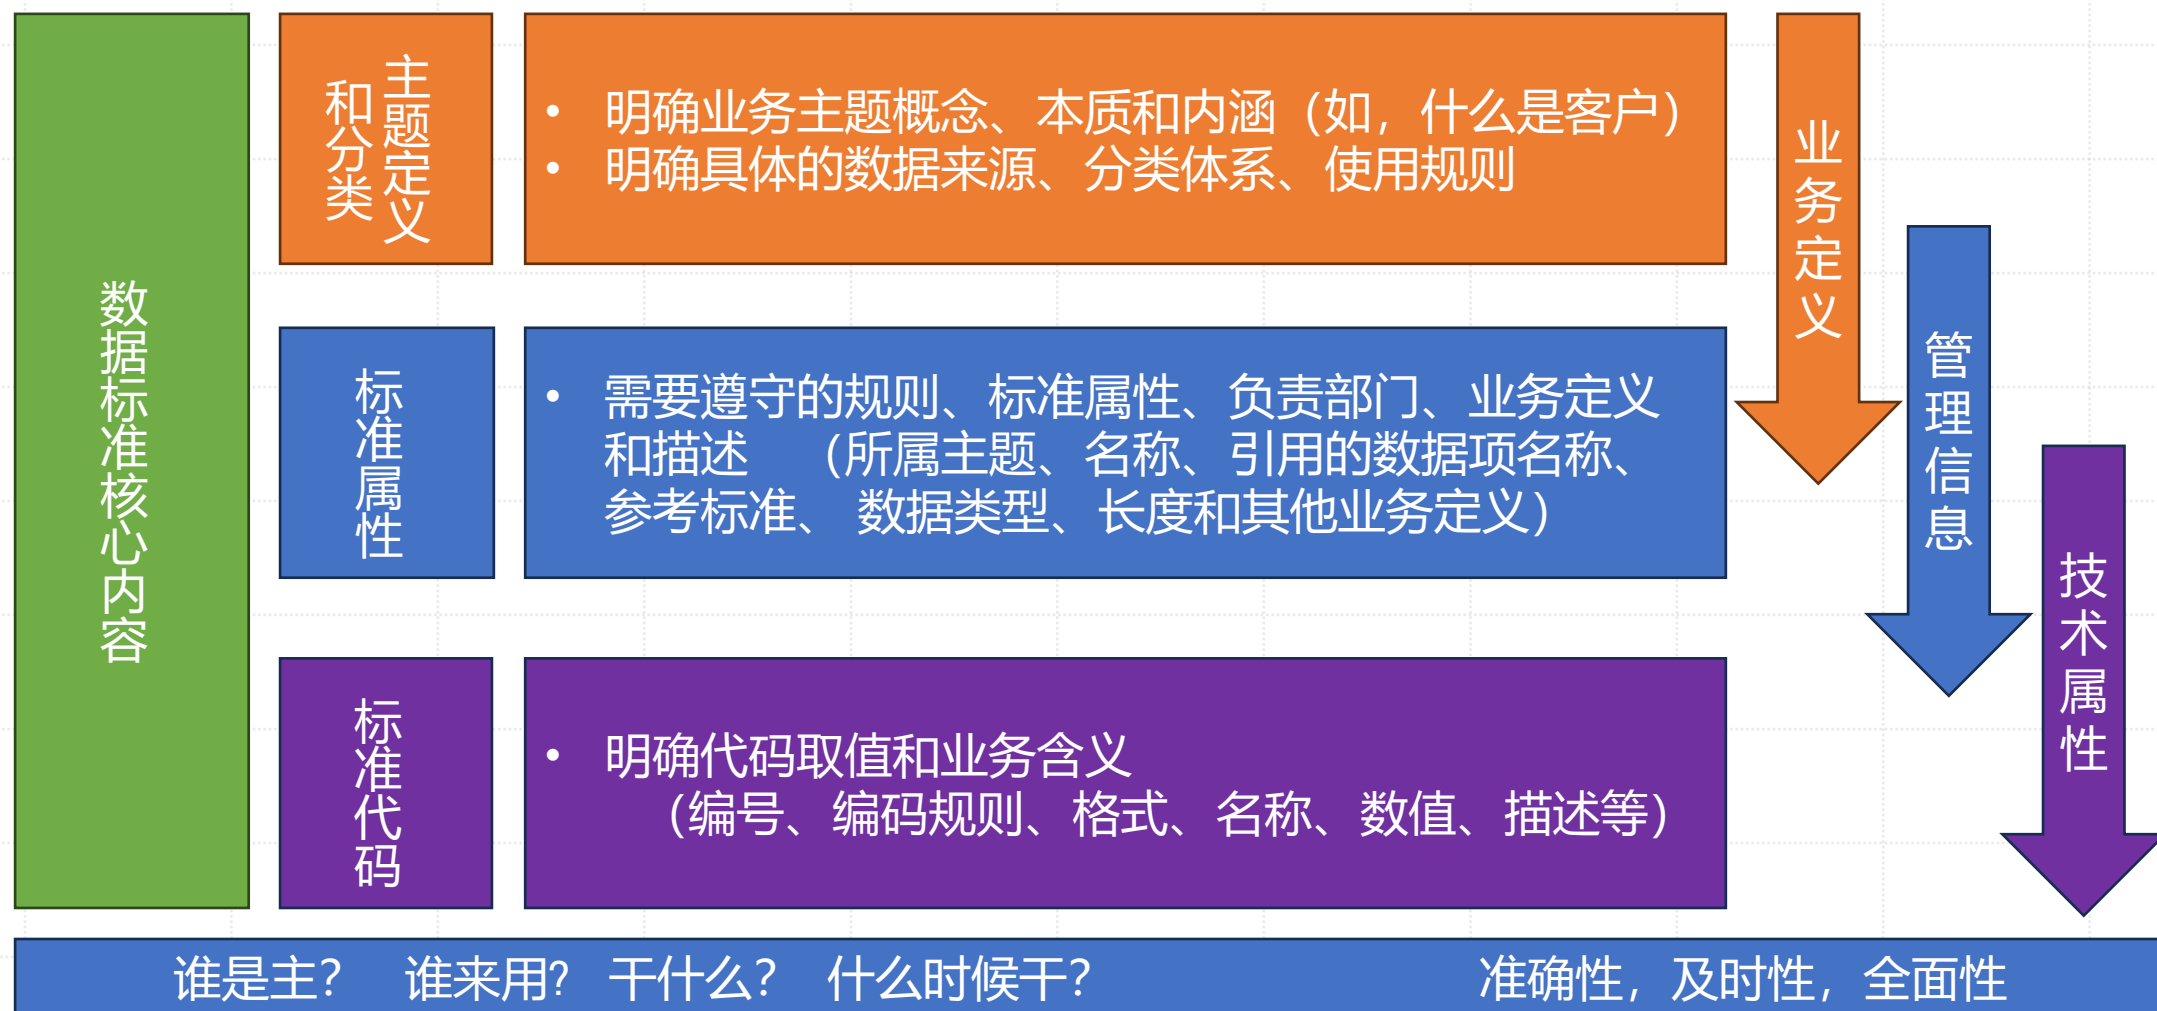 数据标准核心内容
主题定义
和分类
• 明确业务主题概念、本质和内涵（如，什么是客户）
• 明确具体的数据来源、分类体系、使用规则
标准属性
• 需要遵守的规则、标准属性、负责部门、业务定义
和描述 （所属主题、名称、引用的数据项名称、
参考标准、 数据类型、长度和其他业务定义）
标准代码
• 明确代码取值和业务含义
（编号、编码规则、格式、名称、数值、描述等）
业务定义
管理信息
技术属性
谁是主？ 谁来用？ 干什么？ 什么时候干？ 准确性，及时性，全面性